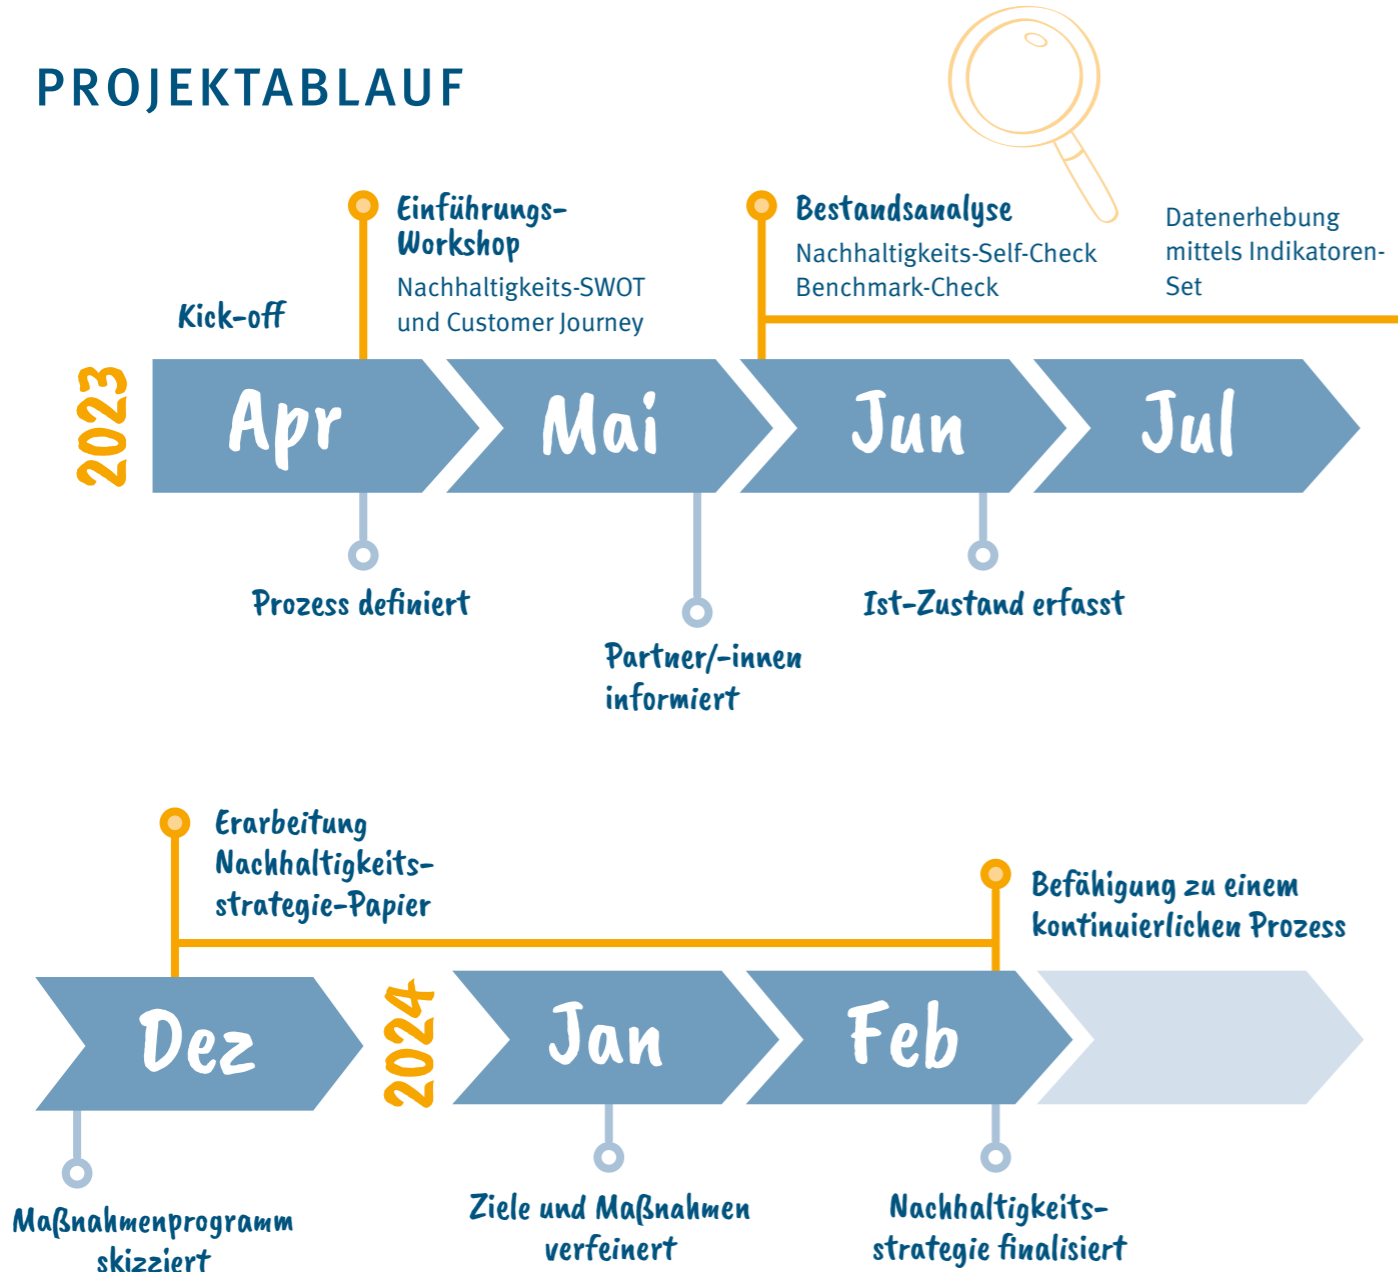 PROJEKTABLAUF
Einführungs-
Workshop
Nachhaltigkeits-SWOT
und Customer Journey
Bestandsanalyse
Nachhaltigkeits-Self-Check
Benchmark-Check
Datenerhebung
mittels Indikatoren-
Set
Kick-off
2023
Apr
Mai
Jun
Jul
Prozess definiert
Partner/-innen
informiert
Ist-Zustand erfasst
Erarbeitung
Nachhaltigkeits-
strategie-Papier
Befähigung zu einem
kontinuierlichen Prozess
Dez
2024
Jan
Feb
Maßnahmenprogramm
skizziert
Ziele und Maßnahmen
verfeinert
Nachhaltigkeits-
strategie finalisiert